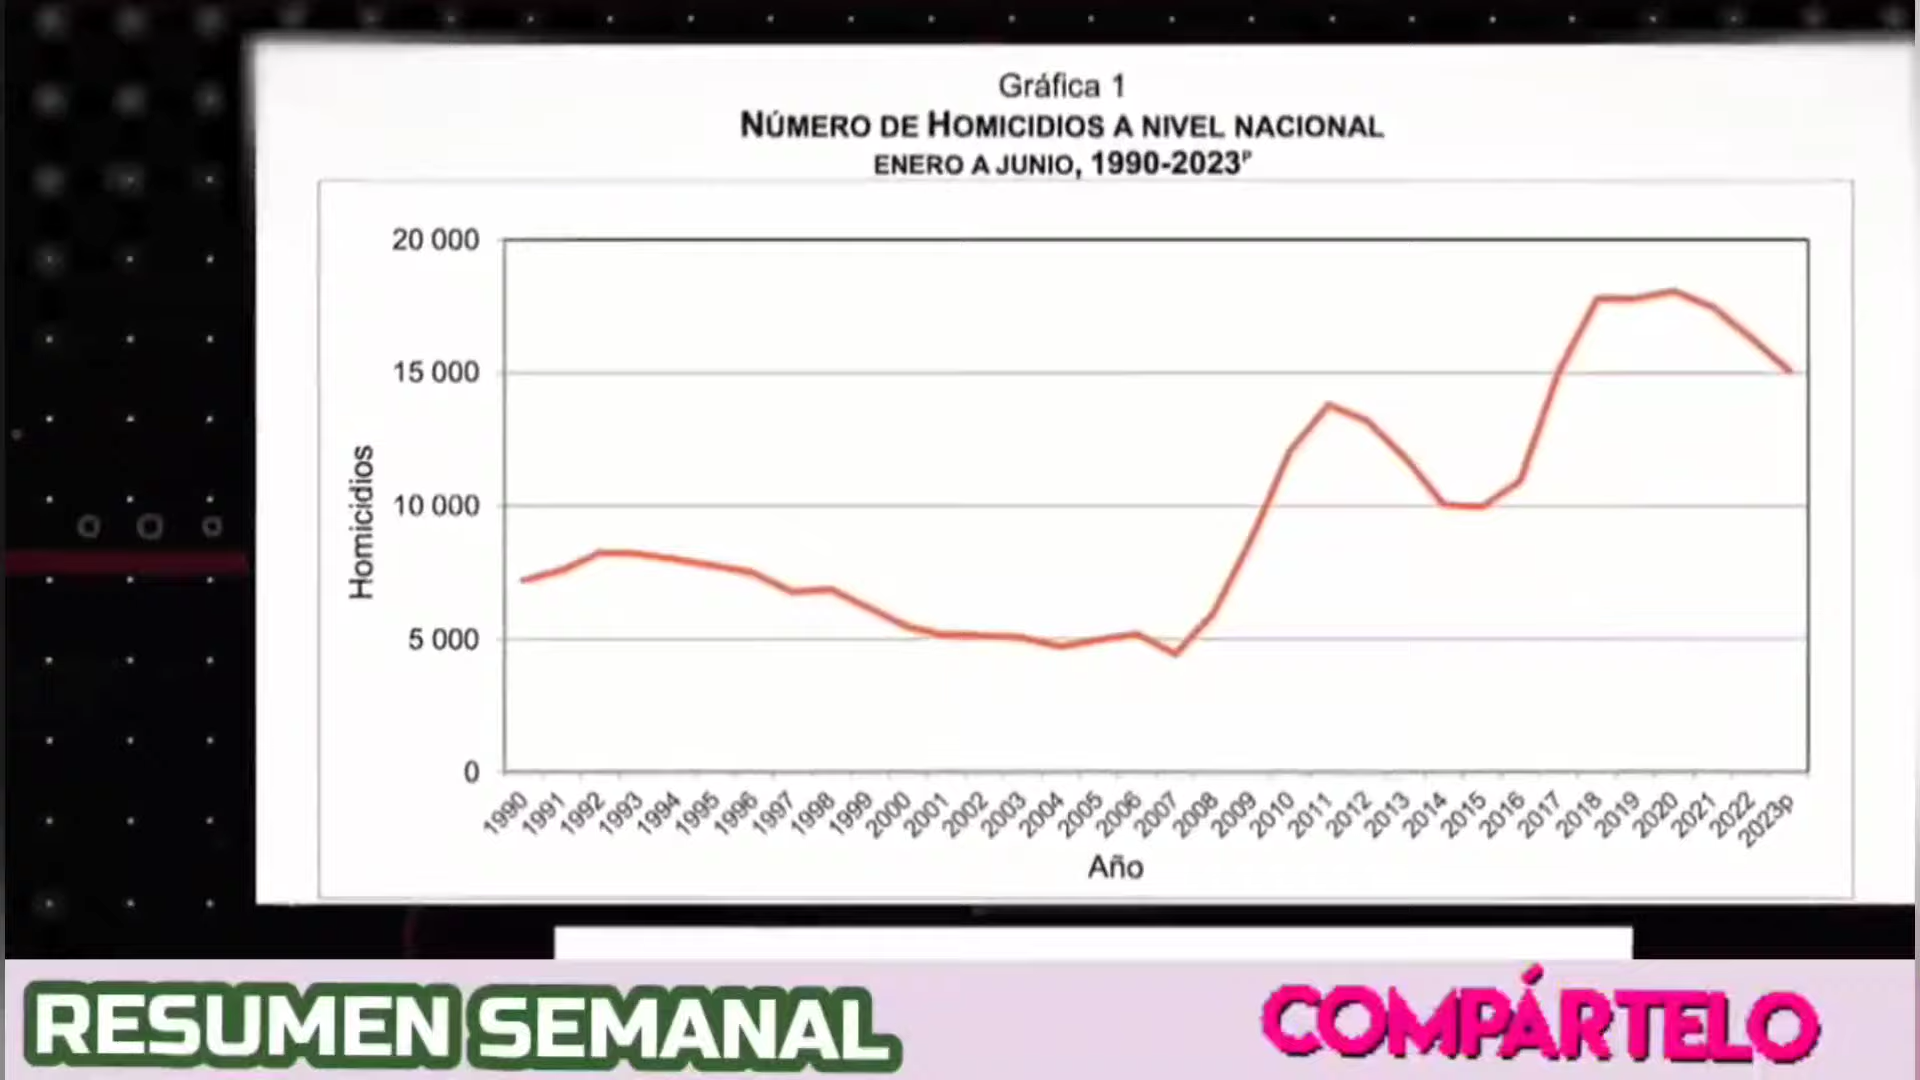 Gráfica 1
NÚMERO DE HOMICIDIOS A NIVEL NACIONAL
ENERO A JUNIO, 1990-2023ᵖ
20 000
15 000
10 000
5 000
0
Homicidios
1990 1991 1992 1993 1994 1995 1996 1997 1998 1999 2000 2001 2002 2003 2004 2005 2006 2007 2008 2009 2010 2011 2012 2013 2014 2015 2016 2017 2018 2019 2020 2021 2022 2023p
Año
RESUMEN SEMANAL
COMPÁRTELO